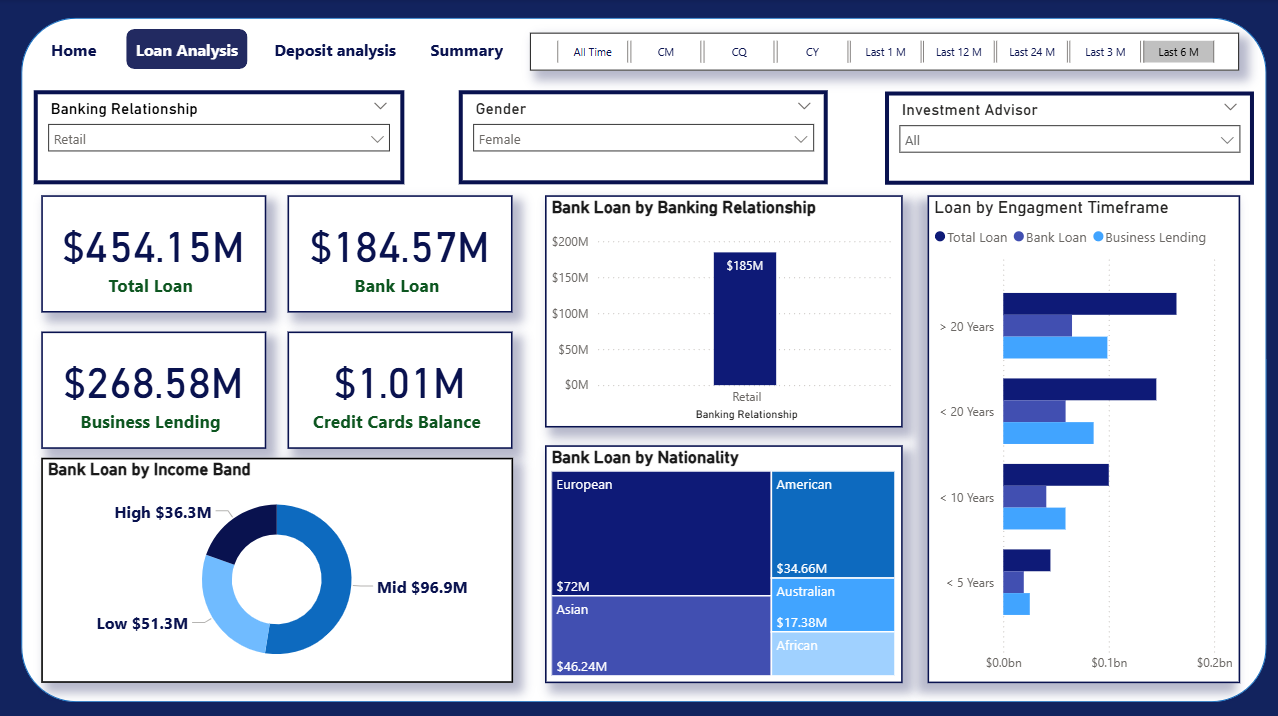 Home
Loan Analysis
Deposit analysis
Summary
All Time
CM
CQ
CY
Last 1 M
Last 12 M
Last 24 M
Last 3 M
Last 6 M
Banking Relationship
Retail
Gender
Female
Investment Advisor
All
$454.15M
Total Loan
$184.57M
Bank Loan
$268.58M
Business Lending
$1.01M
Credit Cards Balance
Bank Loan by Income Band
High $36.3M
Mid $96.9M
Low $51.3M
Bank Loan by Banking Relationship
$200M
$150M
$100M
$50M
$0M
$185M
Retail
Banking Relationship
Bank Loan by Nationality
European
$72M
Asian
$46.24M
American
$34.66M
Australian
$17.38M
African
Loan by Engagment Timeframe
Total Loan
Bank Loan
Business Lending
> 20 Years
< 20 Years
< 10 Years
< 5 Years
$0.0bn
$0.1bn
$0.2bn